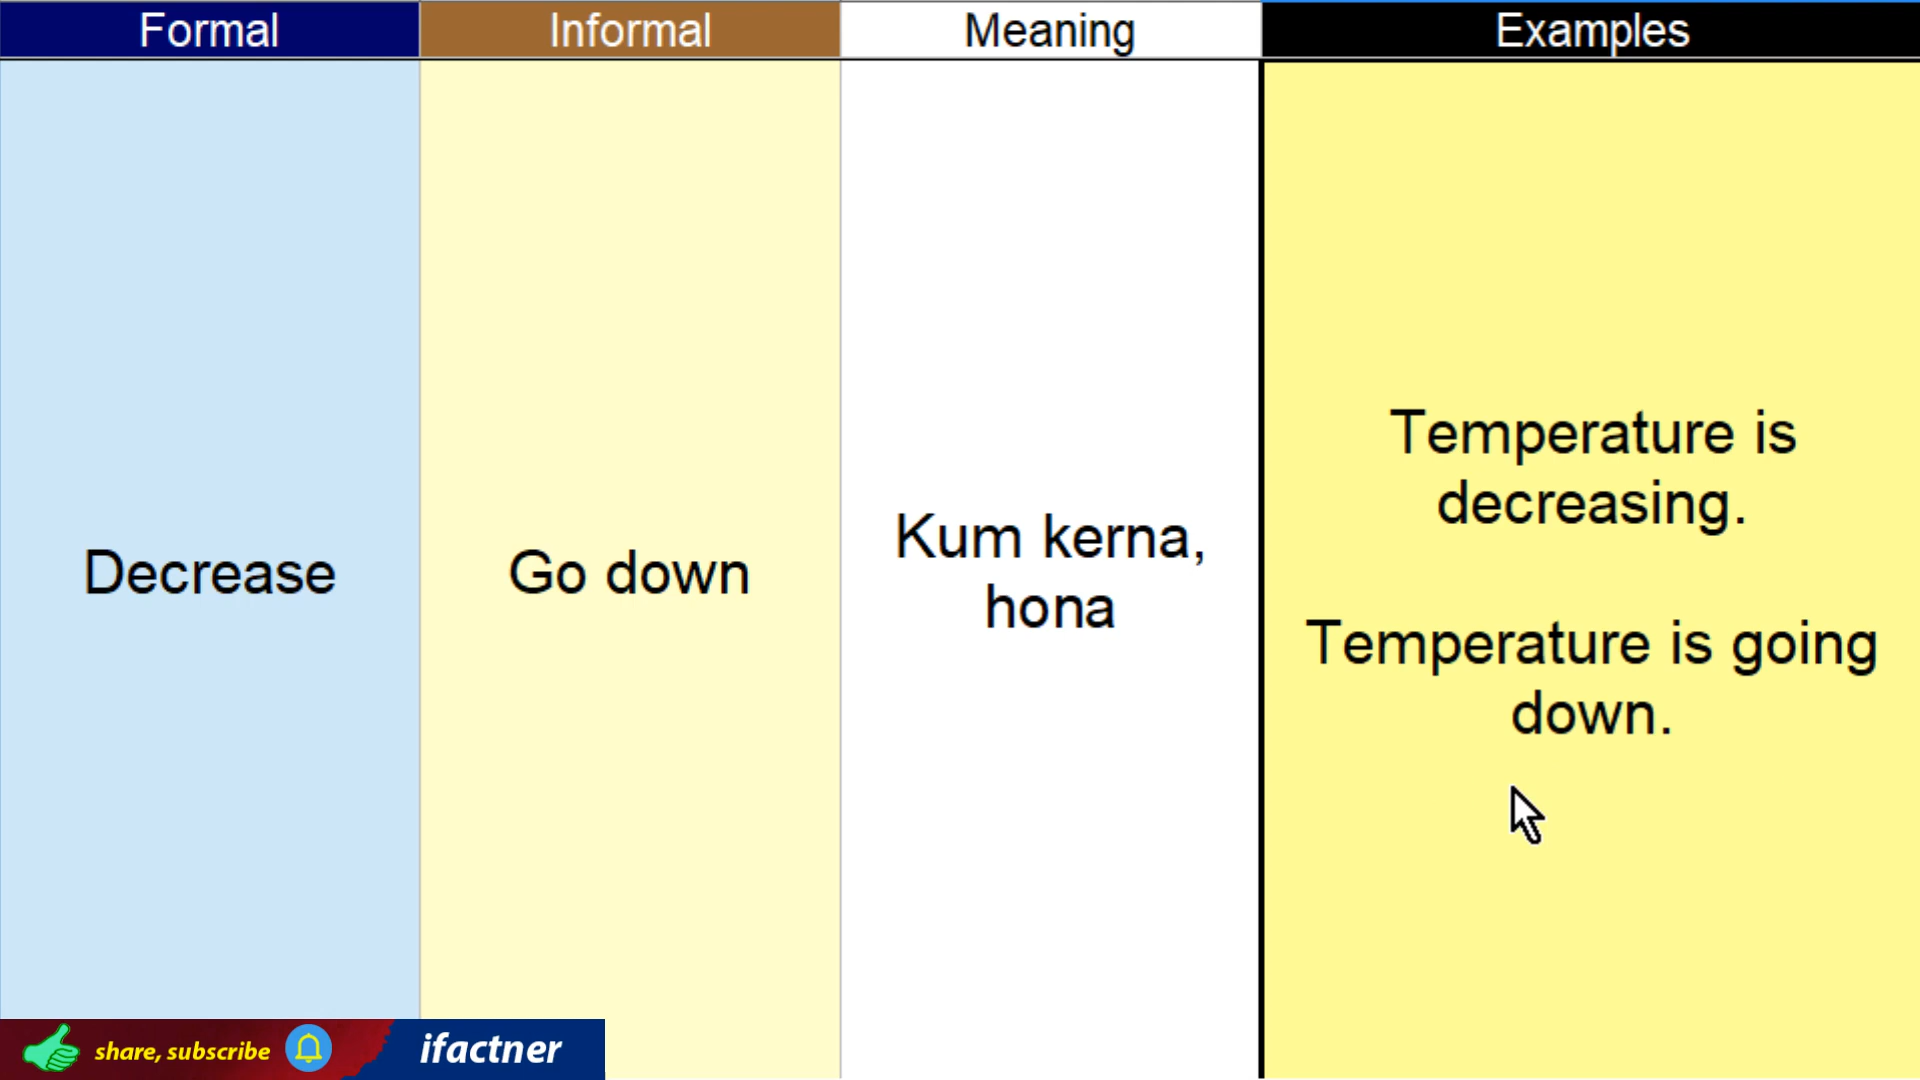 Formal
Informal
Meaning
Examples
Decrease
Go down
Kum kerna,
hona
Temperature is
decreasing.
Temperature is going
down.
share, subscribe
ifactner